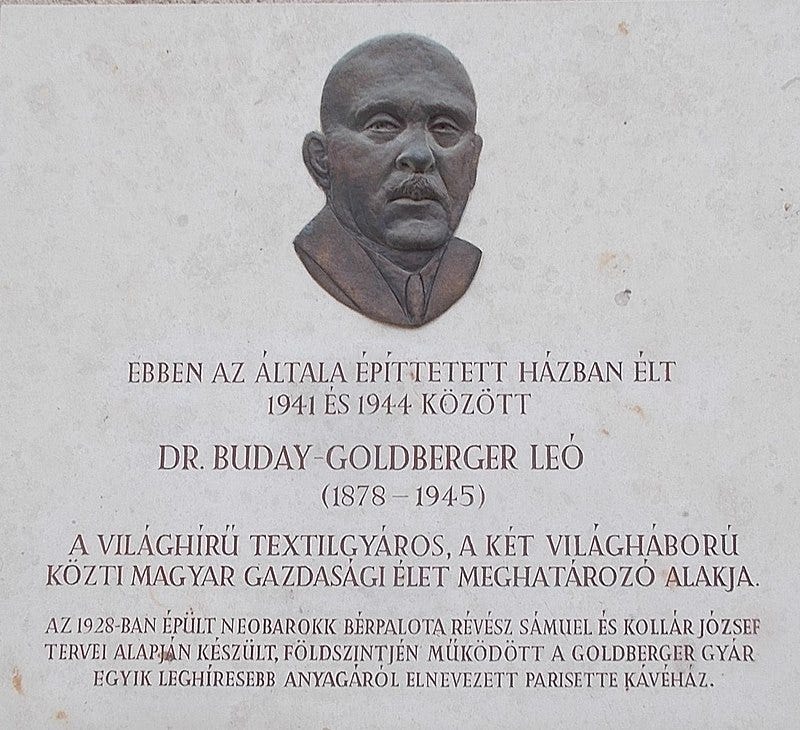 EBBEN AZ ÁLTALA ÉPÍTTETETT HÁZBAN ÉLT
1941 ÉS 1944 KÖZÖTT
DR. BUDAY-GOLDBERGER LEÓ
(1878 – 1945)
A VILÁGHÍRŰ TEXTILGYÁROS, A KÉT VILÁGHÁBORÚ
KÖZTI MAGYAR GAZDASÁGI ÉLET MEGHATÁROZÓ ALAKJA.
AZ 1928-BAN ÉPÜLT NEOBAROKK BÉRPALOTA RÉVÉSZ SÁMUEL ÉS KOLLÁR JÓZSEF
TERVEI ALAPJÁN KÉSZÜLT, FÖLDSZINTJÉN MŰKÖDÖTT A GOLDBERGER GYÁR
EGYIK LEGHÍRESEBB ANYAGÁRÓL ELNEVEZETT PARISETTE KÁVÉHÁZ.